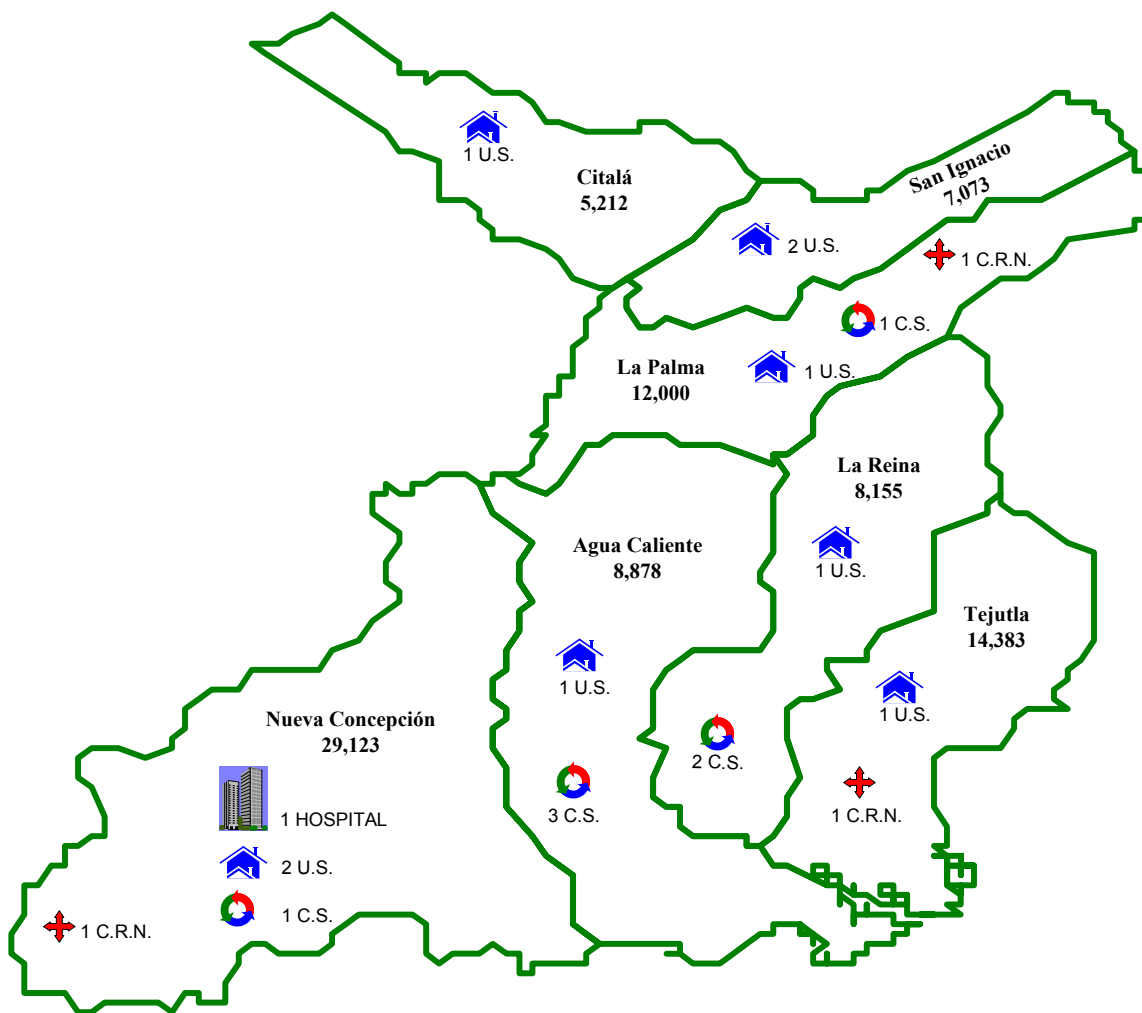 1 U.S.
Citalá
5,212
San Ignacio
7,073
2 U.S.
1 C.R.N.
1 C.S.
La Palma
12,000
1 U.S.
La Reina
8,155
1 U.S.
Agua Caliente
8,878
1 U.S.
3 C.S.
2 C.S.
Tejutla
14,383
1 U.S.
1 C.R.N.
Nueva Concepción
29,123
1 HOSPITAL
2 U.S.
1 C.S.
1 C.R.N.